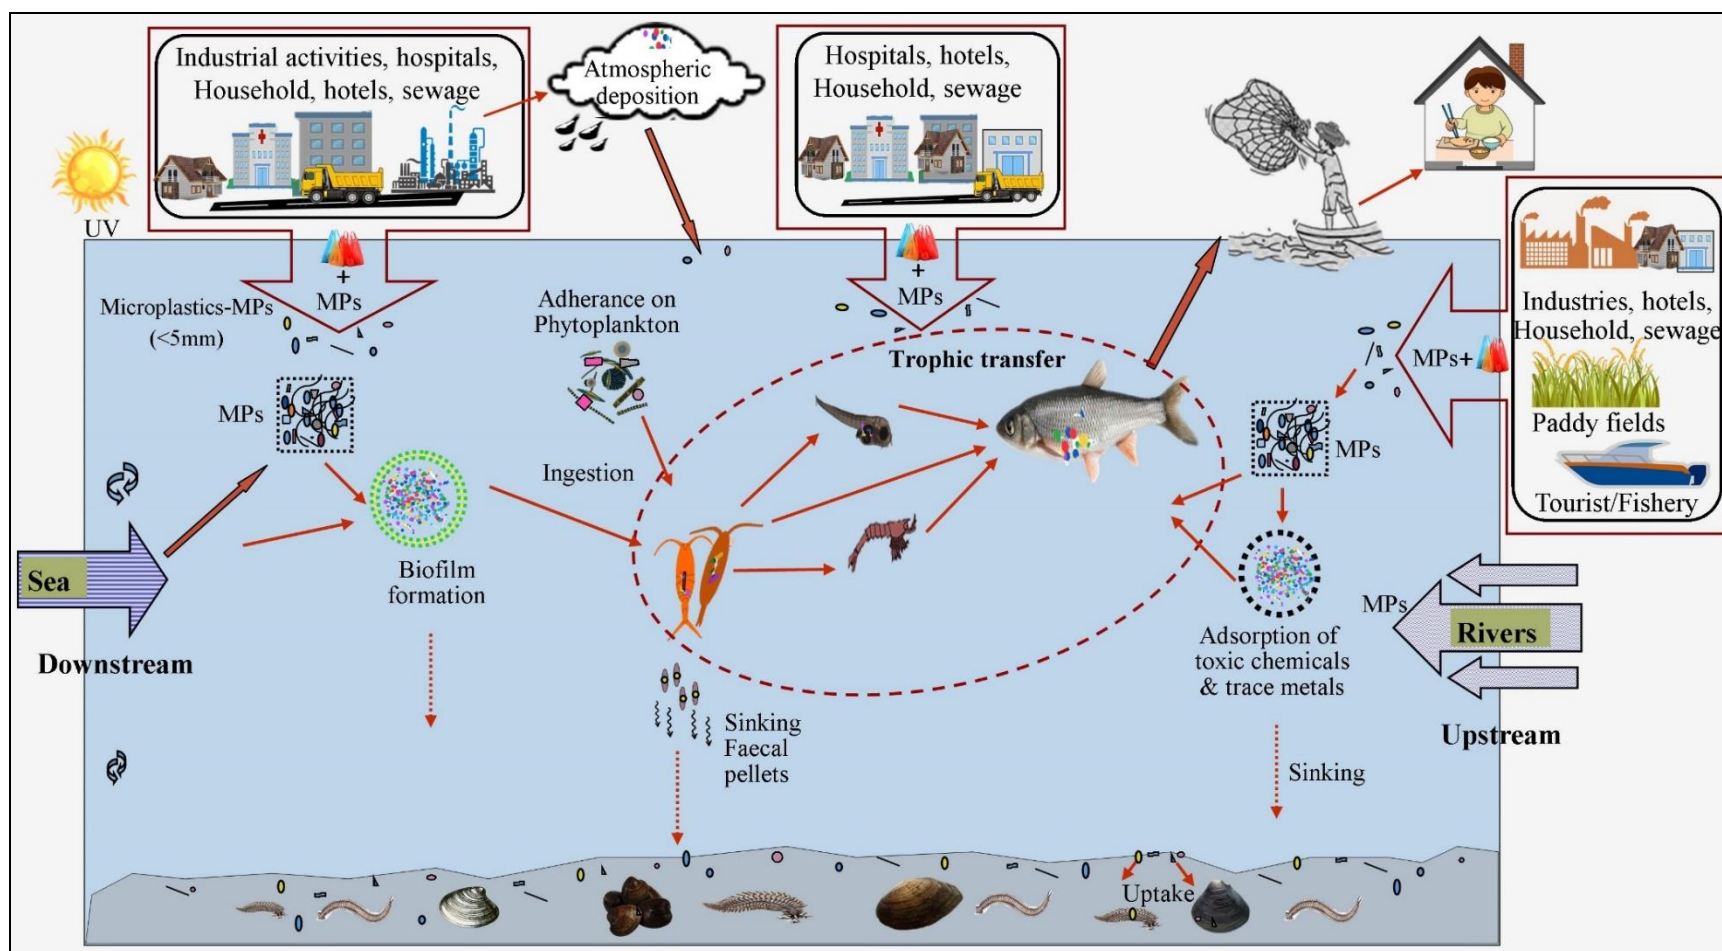 Industrial activities, hospitals,
Household, hotels, sewage
Atmospheric
deposition
Hospitals, hotels,
Household, sewage
UV
+
MPs
+
MPs
Microplastics-MPs
(<5mm)
Adherance on
Phytoplankton
Industries, hotels,
Household, sewage
MPs+
Paddy fields
Tourist/Fishery
Trophic transfer
MPs
MPs
Ingestion
Biofilm
formation
Sea
Downstream
MPs
Rivers
Upstream
Adsorption of
toxic chemicals
& trace metals
Sinking
Faecal
pellets
Sinking
Uptake